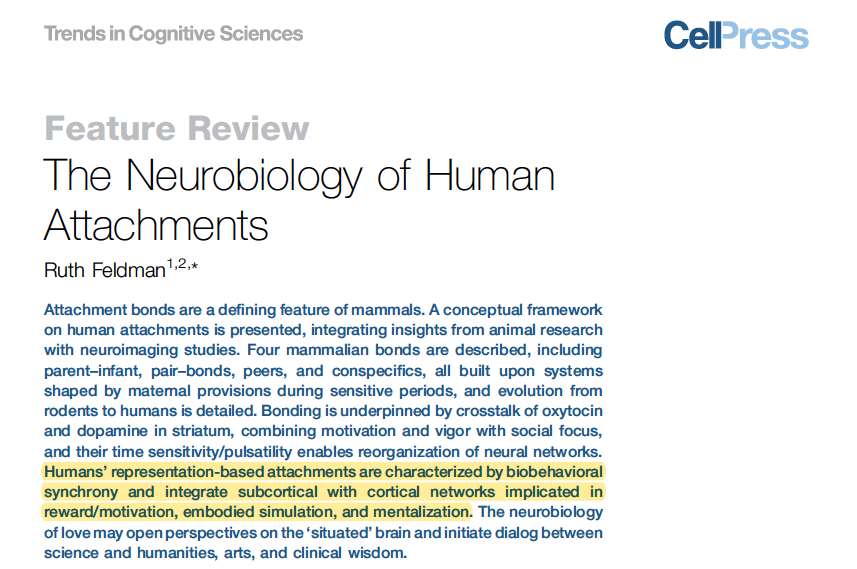 Trends in Cognitive Sciences
CellPress
Feature Review
The Neurobiology of Human
Attachments
Ruth Feldman1,2,*
Attachment bonds are a defining feature of mammals. A conceptual framework
on human attachments is presented, integrating insights from animal research
with neuroimaging studies. Four mammalian bonds are described, including
parent–infant, pair–bonds, peers, and conspecifics, all built upon systems
shaped by maternal provisions during sensitive periods, and evolution from
rodents to humans is detailed. Bonding is underpinned by crosstalk of oxytocin
and dopamine in striatum, combining motivation and vigor with social focus,
and their time sensitivity/pulsatility enables reorganization of neural networks.
Humans’ representation-based attachments are characterized by biobehavioral
synchrony and integrate subcortical with cortical networks implicated in
reward/motivation, embodied simulation, and mentalization. The neurobiology
of love may open perspectives on the ‘situated’ brain and initiate dialog between
science and humanities, arts, and clinical wisdom.